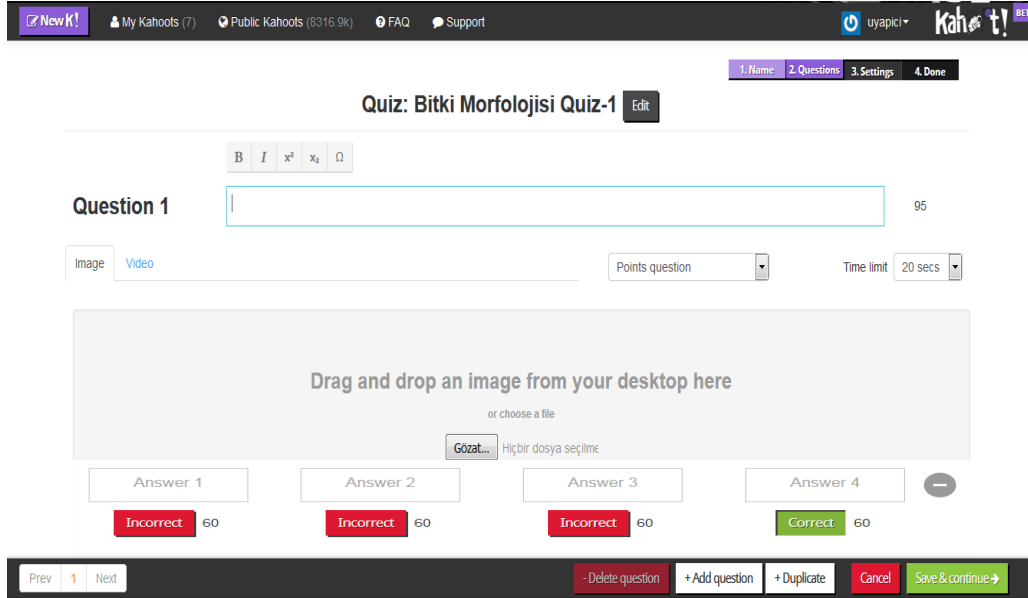 New K! My Kahoots (7) Public Kahoots (8316.9k) FAQ Support uyapici Kahoot! BET
1. Name 2. Questions 3. Settings 4. Done
Quiz: Bitki Morfolojisi Quiz-1 Edit
B I x² x₂ Ω
Question 1 95
Image Video Points question Time limit 20 secs
Drag and drop an image from your desktop here
or choose a file
Gözat... Hiçbir dosya seçilme
Answer 1 Answer 2 Answer 3 Answer 4
Incorrect 60 Incorrect 60 Incorrect 60 Correct 60
Prev 1 Next - Delete question + Add question + Duplicate Cancel Save & continue